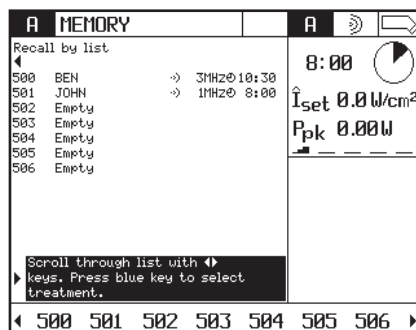 A MEMORY
Recall by list
500 BEN 3MHz 10:30
501 JOHN 1MHz 8:00
502 Empty
503 Empty
504 Empty
505 Empty
506 Empty
Scroll through list with
keys. Press blue key to select
treatment.
A
8:00
Îset 0.0 W/cm²
Ppk 0.00W
500 501 502 503 504 505 506